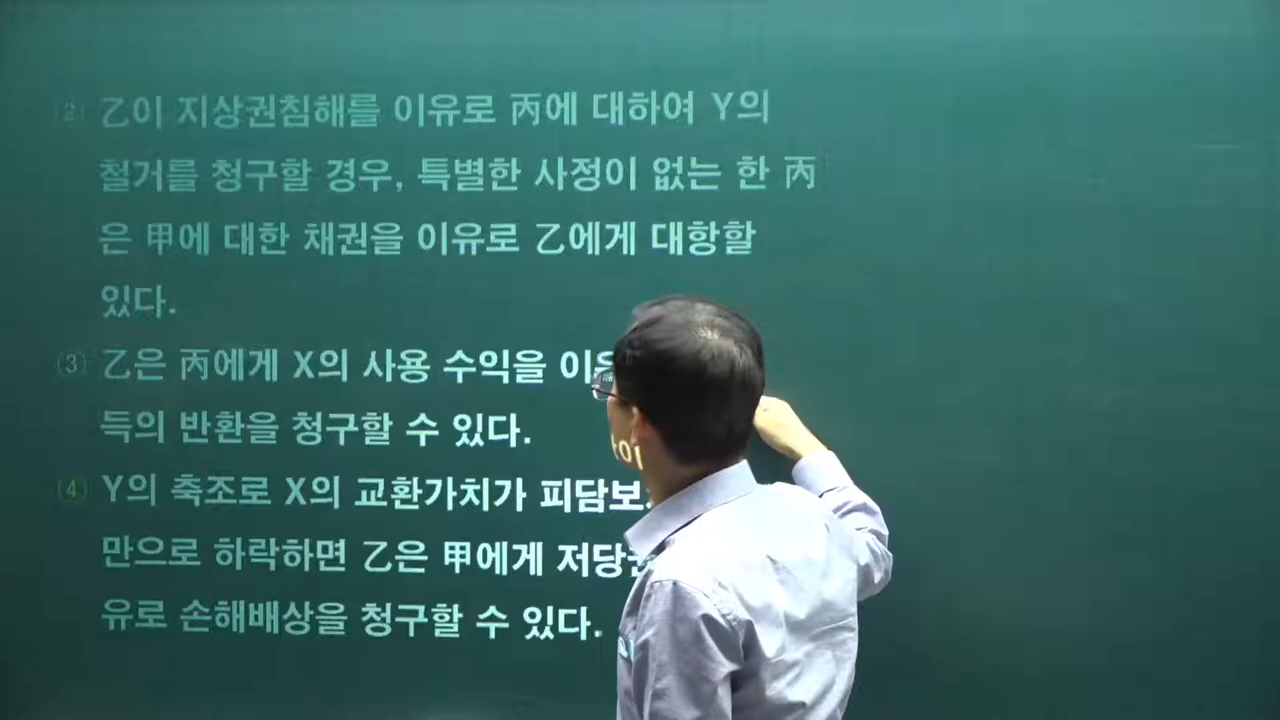 (2) 乙이 지상권침해를 이유로 丙에 대하여 Y의
철거를 청구할 경우, 특별한 사정이 없는 한 丙
은 甲에 대한 채권을 이유로 乙에게 대항할
있다.
(3) 乙은 丙에게 X의 사용 수익을
득의 반환을 청구할 수 있다.
(4) Y의 축조로 X의 교환가치가
만으로 하락하면 乙은 甲에게
유로 손해배상을 청구할 수 있다.